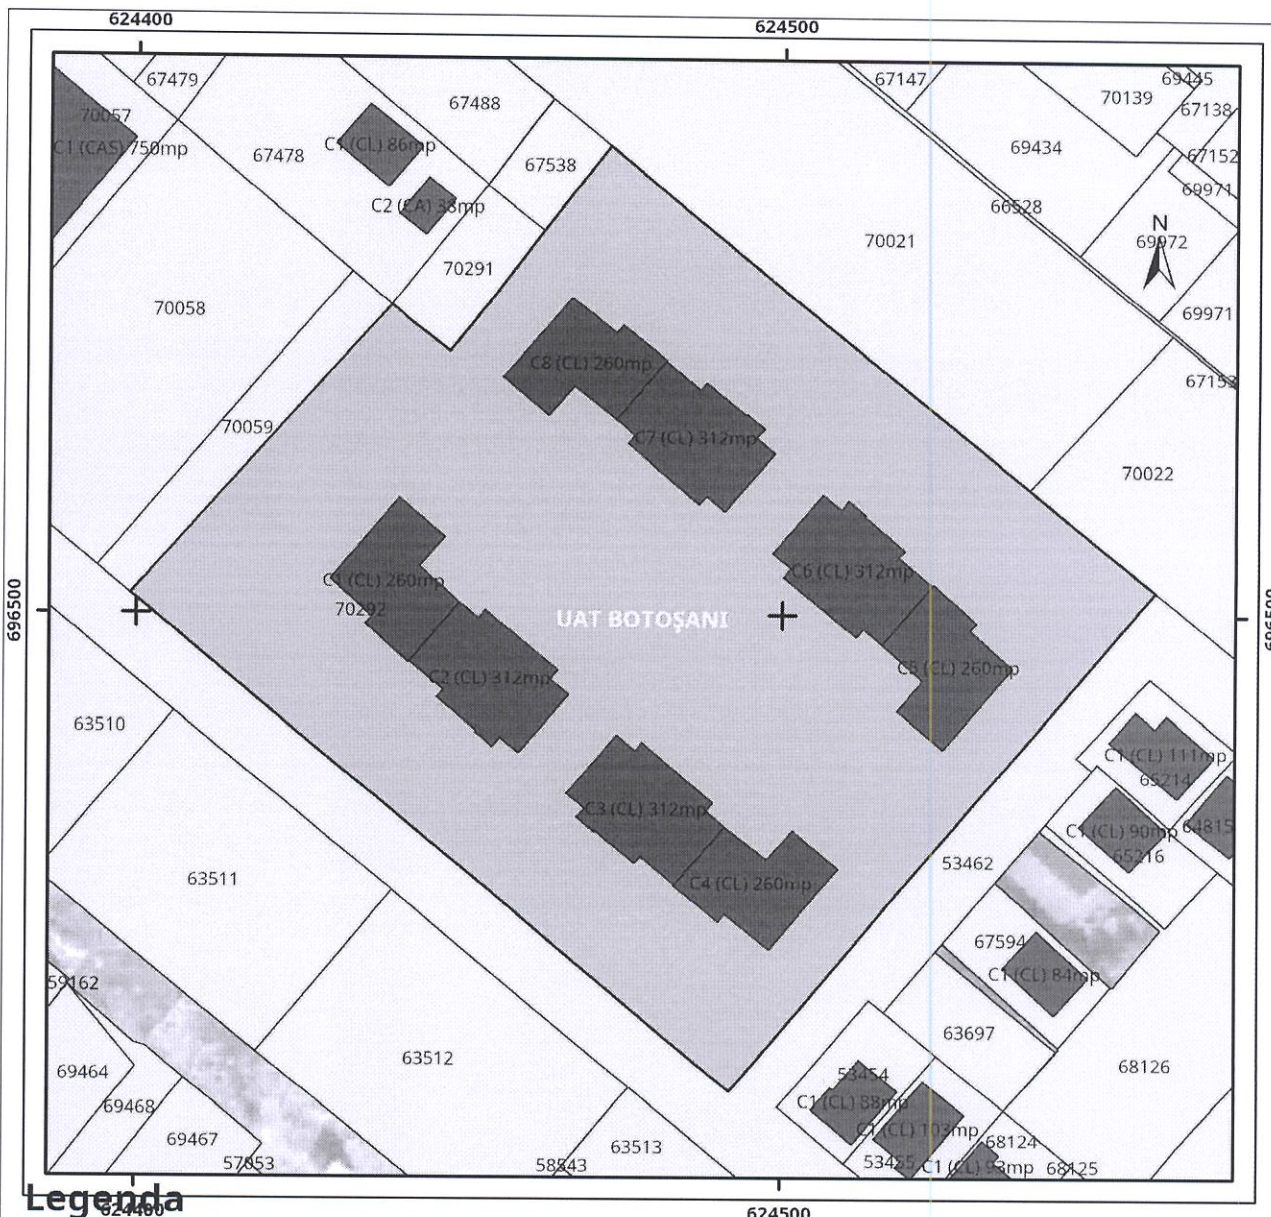 624400
624500
67479
67488
67147
69445
70139
67138
70057
C1 (CAS) 750mp
67478
C1 (CL) 86mp
67538
69434
67152
C2 (CA) 38mp
66528
69971
N
69972
70021
70291
70058
69971
C8 (CL) 260mp
67153
70059
C7 (CL) 312mp
70022
C6 (CL) 312mp
C1 (CL) 260mp
70292
UAT BOTOȘANI
696500
C5 (CL) 260mp
C2 (CL) 312mp
63510
C1 (CL) 111mp
65214
C3 (CL) 312mp
C1 (CL) 90mp
64815
65216
53462
63511
C4 (CL) 260mp
67594
C1 (CL) 84mp
59162
63697
63512
69464
53454
68126
C1 (CL) 88mp
69468
C1 (CL) 103mp
69467
63513
68124
57053
58543
53455
C1 (CL) 93mp
68125
Legenda
624400
624500